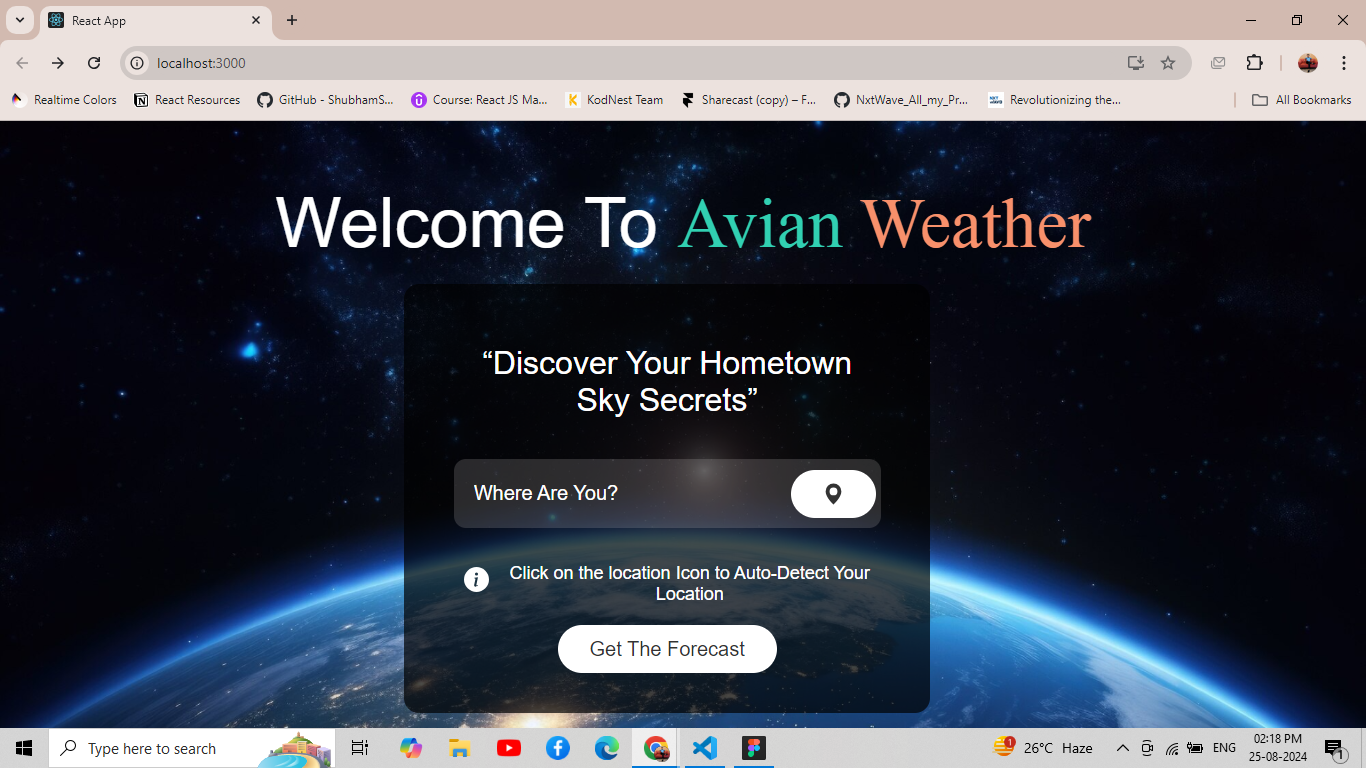 React App
localhost:3000
Realtime Colors
React Resources
GitHub - ShubhamS...
Course: React JS Ma...
KodNest Team
Sharecast (copy) – F...
NxtWave_All_my_Pr...
Revolutionizing the...
All Bookmarks
Welcome To Avian Weather
“Discover Your Hometown
Sky Secrets”
Where Are You?
i Click on the location Icon to Auto-Detect Your
Location
Get The Forecast
Type here to search
1
26°C Haze
ENG
02:18 PM
25-08-2024
1